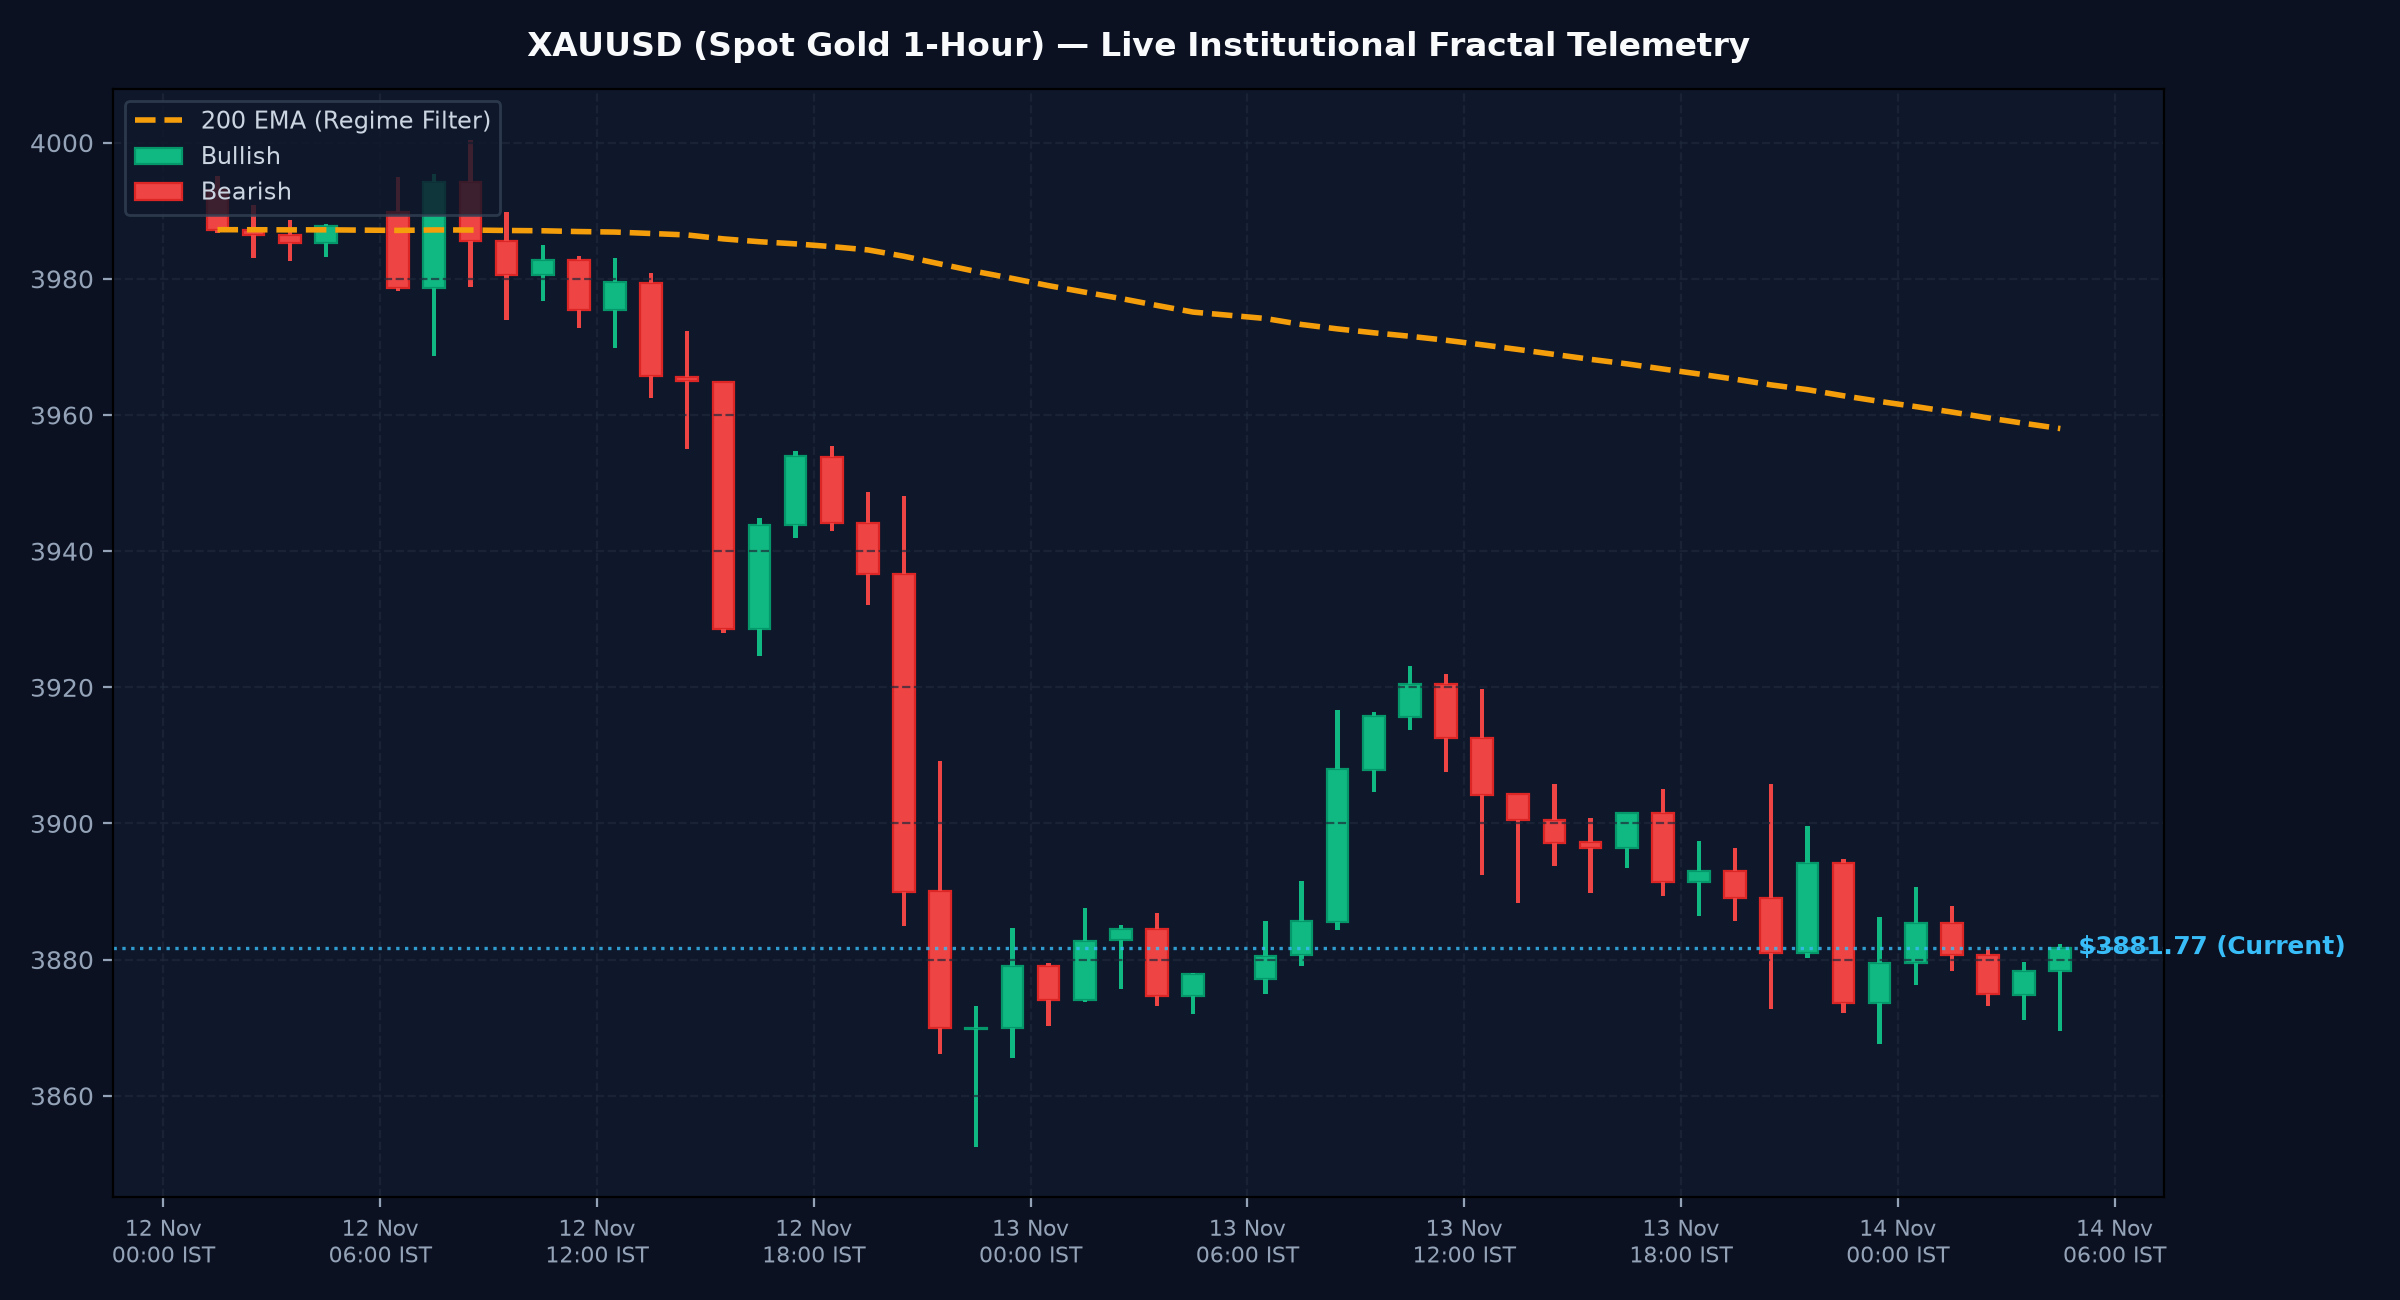 XAUUSD (Spot Gold 1-Hour) — Live Institutional Fractal Telemetry
200 EMA (Regime Filter)
Bullish
Bearish
4000
3980
3960
3940
3920
3900
3880
3860
$3881.77 (Current)
12 Nov
00:00 IST
12 Nov
06:00 IST
12 Nov
12:00 IST
12 Nov
18:00 IST
13 Nov
00:00 IST
13 Nov
06:00 IST
13 Nov
12:00 IST
13 Nov
18:00 IST
14 Nov
00:00 IST
14 Nov
06:00 IST